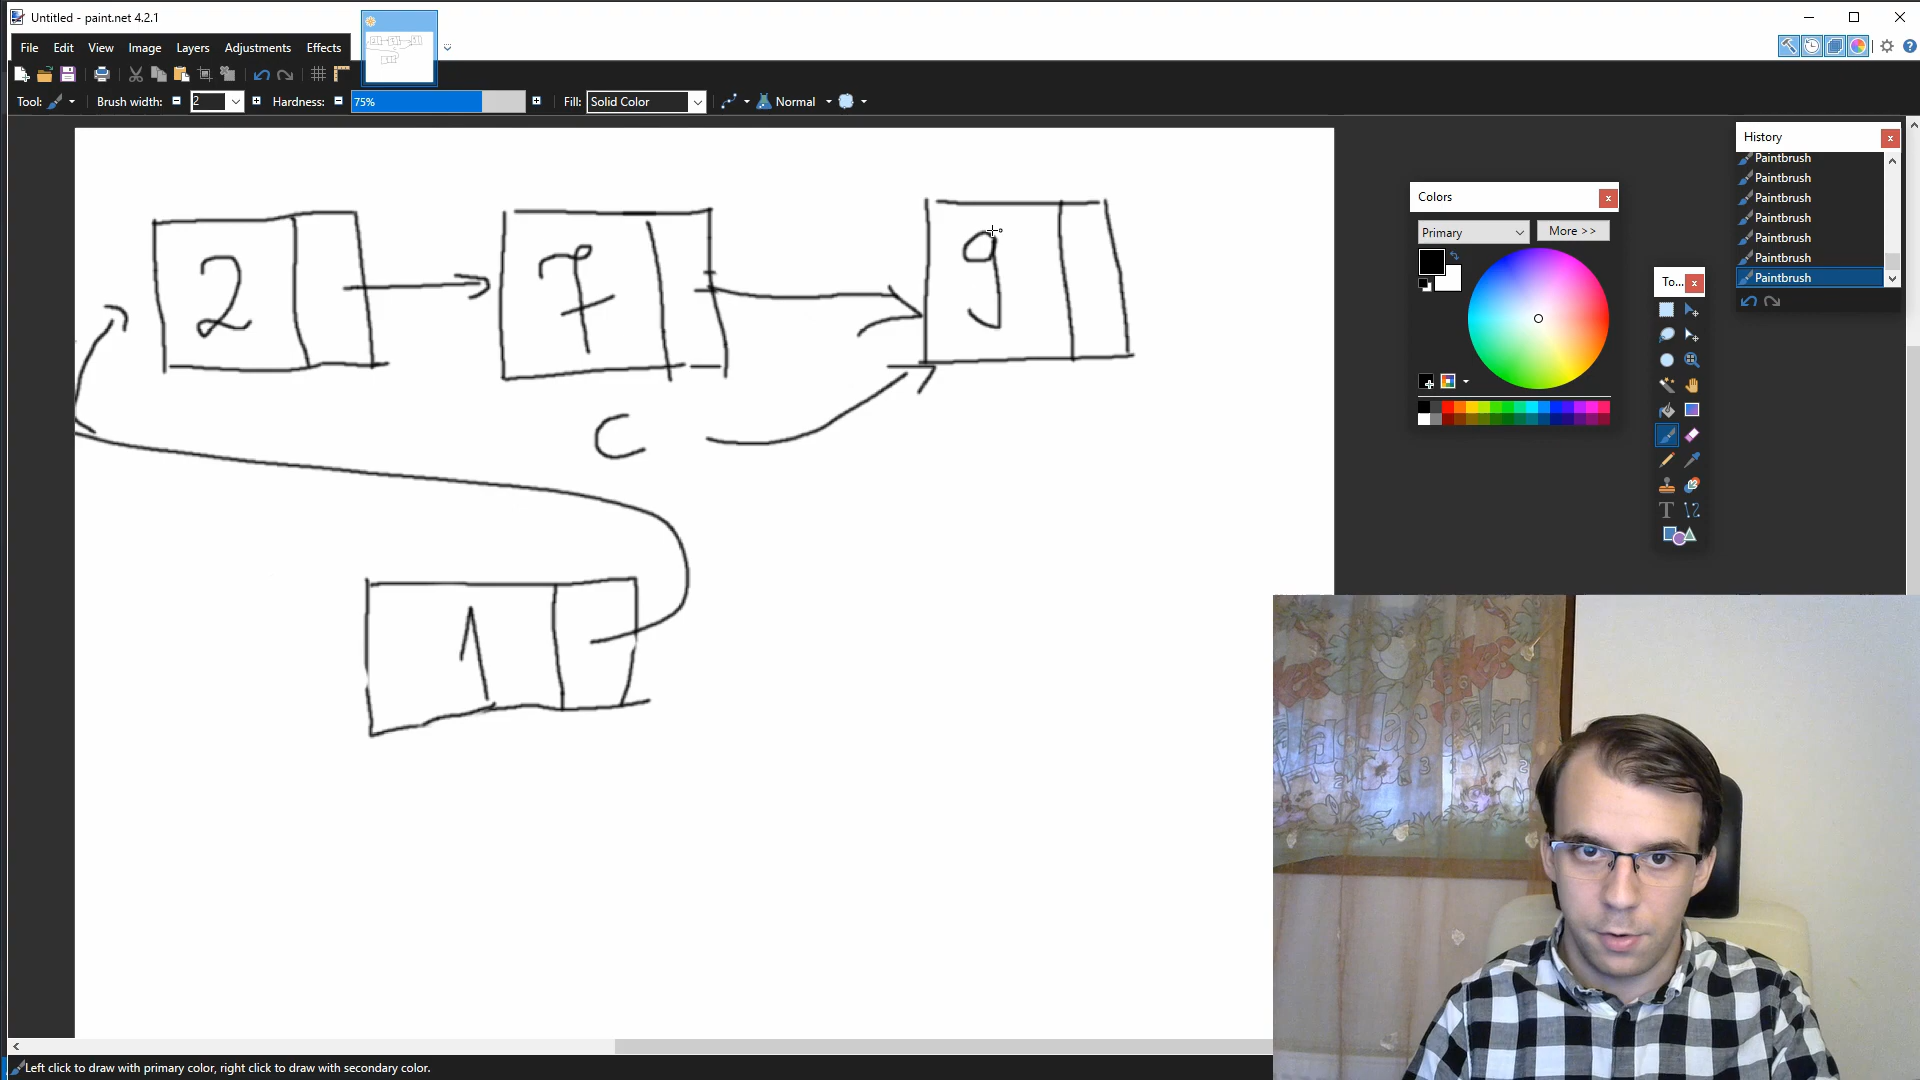 Untitled - paint.net 4.2.1
File Edit View Image Layers Adjustments Effects
Tool: Brush width: 2 Hardness: 75% Fill: Solid Color Normal
History
Paintbrush
Paintbrush
Paintbrush
Paintbrush
Paintbrush
Paintbrush
Paintbrush
Colors
Primary More >>
To...
2 7 9
C
1
Left click to draw with primary color, right click to draw with secondary color.